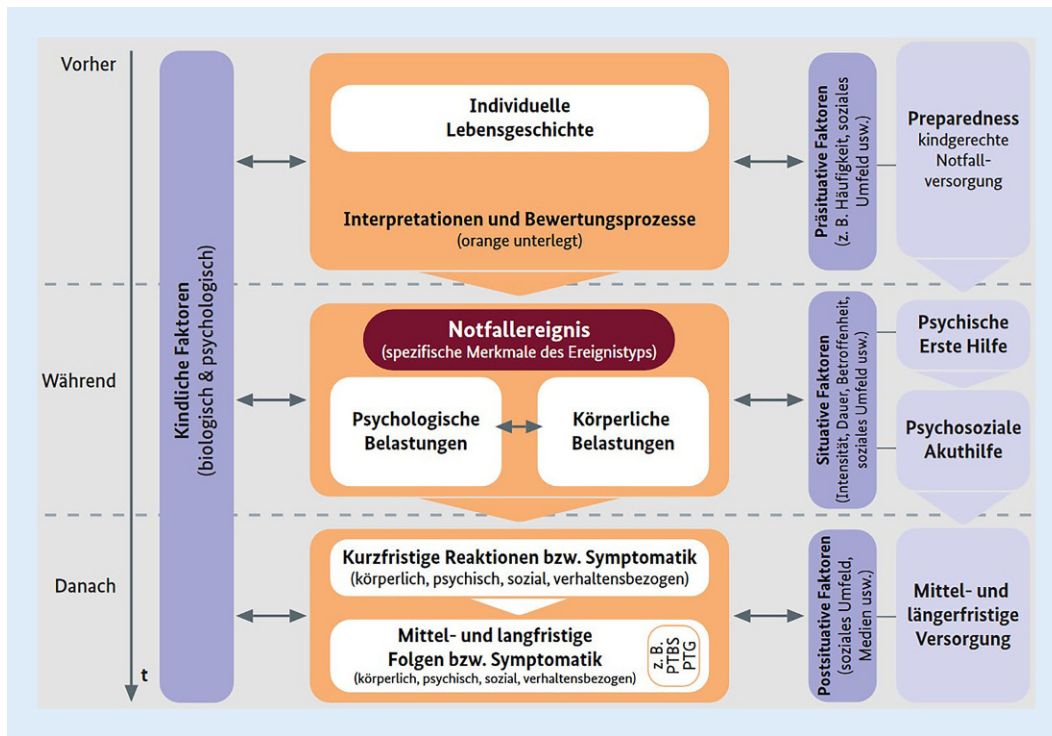 Vorher
Während
Danach
t
Kindliche Faktoren
(biologisch & psychologisch)
Individuelle
Lebensgeschichte
Interpretationen und Bewertungsprozesse
(orange unterlegt)
Präsituative Faktoren
(z. B. Häufigkeit, soziales
Umfeld usw.)
Preparedness
kindgerechte
Notfall-
versorgung
Notfallereignis
(spezifische Merkmale des Ereignistyps)
Psychologische
Belastungen
Körperliche
Belastungen
Situative Faktoren
(Intensität, Dauer, Betroffenheit,
soziales Umfeld usw.)
Psychische
Erste Hilfe
Psychosoziale
Akuthilfe
Kurzfristige Reaktionen bzw. Symptomatik
(körperlich, psychisch, sozial, verhaltensbezogen)
Mittel- und langfristige
Folgen bzw. Symptomatik
(körperlich, psychisch, sozial, verhaltensbezogen)
z. B.
PTBS
PTG
Postsituative Faktoren
(soziales Umfeld,
Medien usw.)
Mittel- und
längerfristige
Versorgung